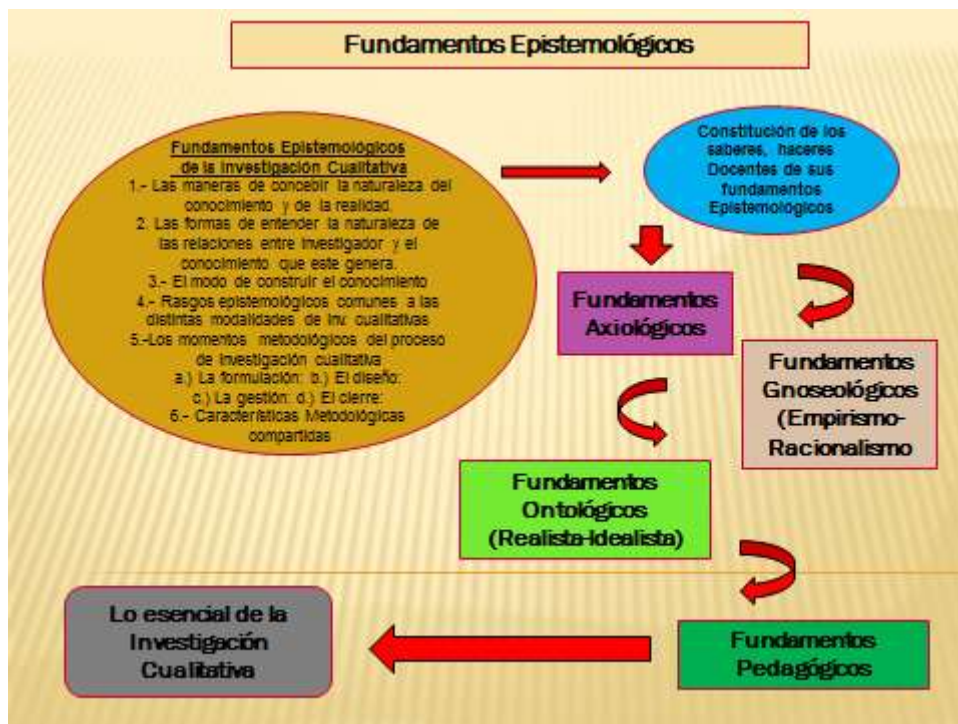 Fundamentos Epistemológicos
Fundamentos Epistemológicos
de la Investigación Cualitativa
1.- Las maneras de concebir la naturaleza del
conocimiento y de la realidad.
2. Las formas de entender la naturaleza de
las relaciones entre investigador y el
conocimiento que este genera.
3.- El modo de construir el conocimiento
4.- Rasgos epistemológicos comunes a las
distintas modalidades de inv. cualitativas
5.-Los momentos metodológicos del proceso
de investigación cualitativa
a.) La formulación: b.) El diseño:
c.) La gestión: d.) El cierre:
6.- Características Metodológicas
compartidas
Constitución de los
saberes, haceres
Docentes de sus
fundamentos
Epistemológicos
Fundamentos
Axiológicos
Fundamentos
Gnoseológicos
(Empirismo-
Racionalismo
Fundamentos
Ontológicos
(Realista-Idealista)
Fundamentos
Pedagógicos
Lo esencial de la
Investigación
Cualitativa